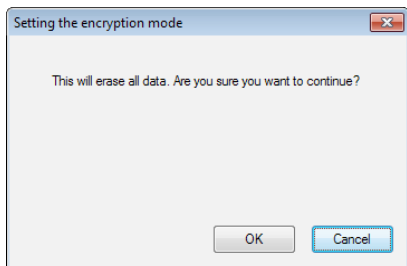 Setting the encryption mode
This will erase all data. Are you sure you want to continue?
OK Cancel